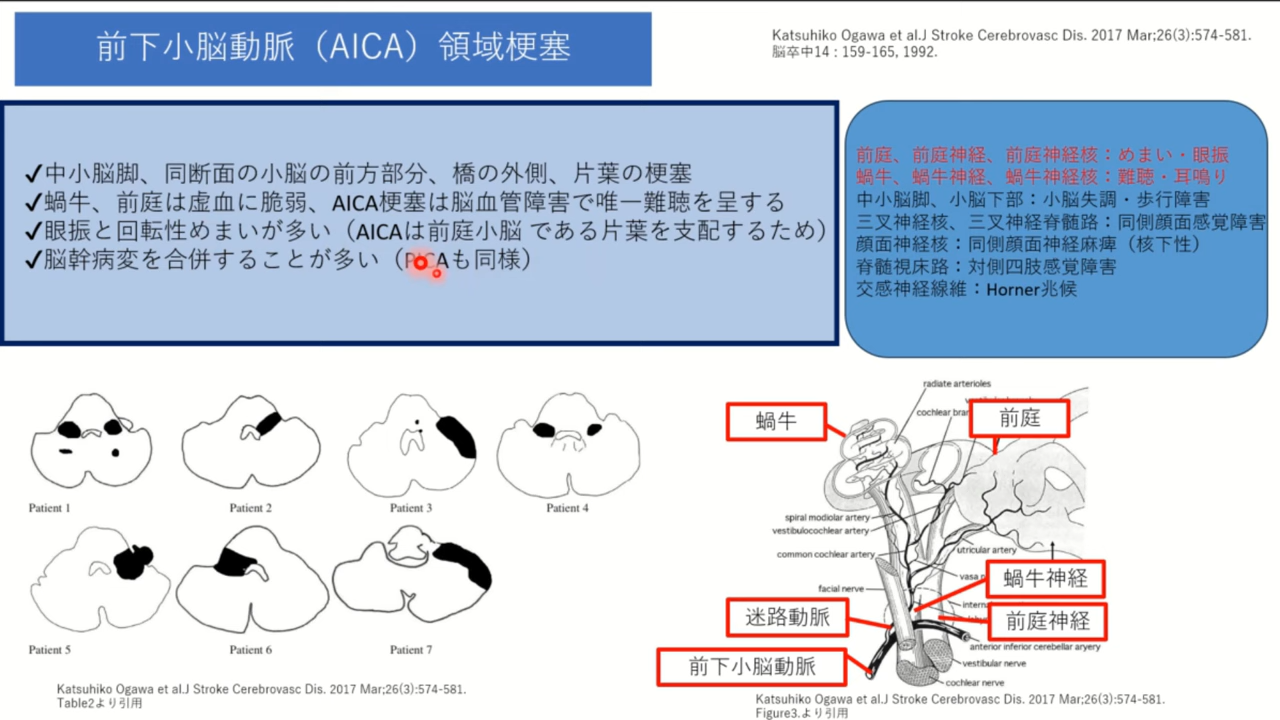 前下小脳動脈（AICA）領域梗塞
Katsuhiko Ogawa et al.J Stroke Cerebrovasc Dis. 2017 Mar;26(3):574-581.
脳卒中14 : 159-165, 1992.
✓中小脳脚、同断面の小脳の前方部分、橋の外側、片葉の梗塞
✓蝸牛、前庭は虚血に脆弱、AICA梗塞は脳血管障害で唯一難聴を呈する
✓眼振と回転性めまいが多い（AICAは前庭小脳 である片葉を支配するため）
✓脳幹病変を合併することが多い（PICAも同様）
前庭、前庭神経、前庭神経核：めまい・眼振
蝸牛、蝸牛神経、蝸牛神経核：難聴・耳鳴り
中小脳脚、小脳下部：小脳失調・歩行障害
三叉神経核、三叉神経脊髄路：同側顔面感覚障害
顔面神経核：同側顔面神経麻痺（核下性）
脊髄視床路：対側四肢感覚障害
交感神経線維：Horner兆候
Patient 1
Patient 2
Patient 3
Patient 4
Patient 5
Patient 6
Patient 7
Katsuhiko Ogawa et al.J Stroke Cerebrovasc Dis. 2017 Mar;26(3):574-581.
Table2より引用
radiate arterioles
cochlear
蝸牛
前庭
spiral modiolar artery
vestibulocochlear artery
common cochlear artery
utricular artery
vasa
facial nerve
蝸牛神経
迷路動脈
前庭神経
anterior inferior cerebellar aryery
前下小脳動脈
vestibular nerve
cochlear nerve
Katsuhiko Ogawa et al.J Stroke Cerebrovasc Dis. 2017 Mar;26(3):574-581.
Figure3.より引用